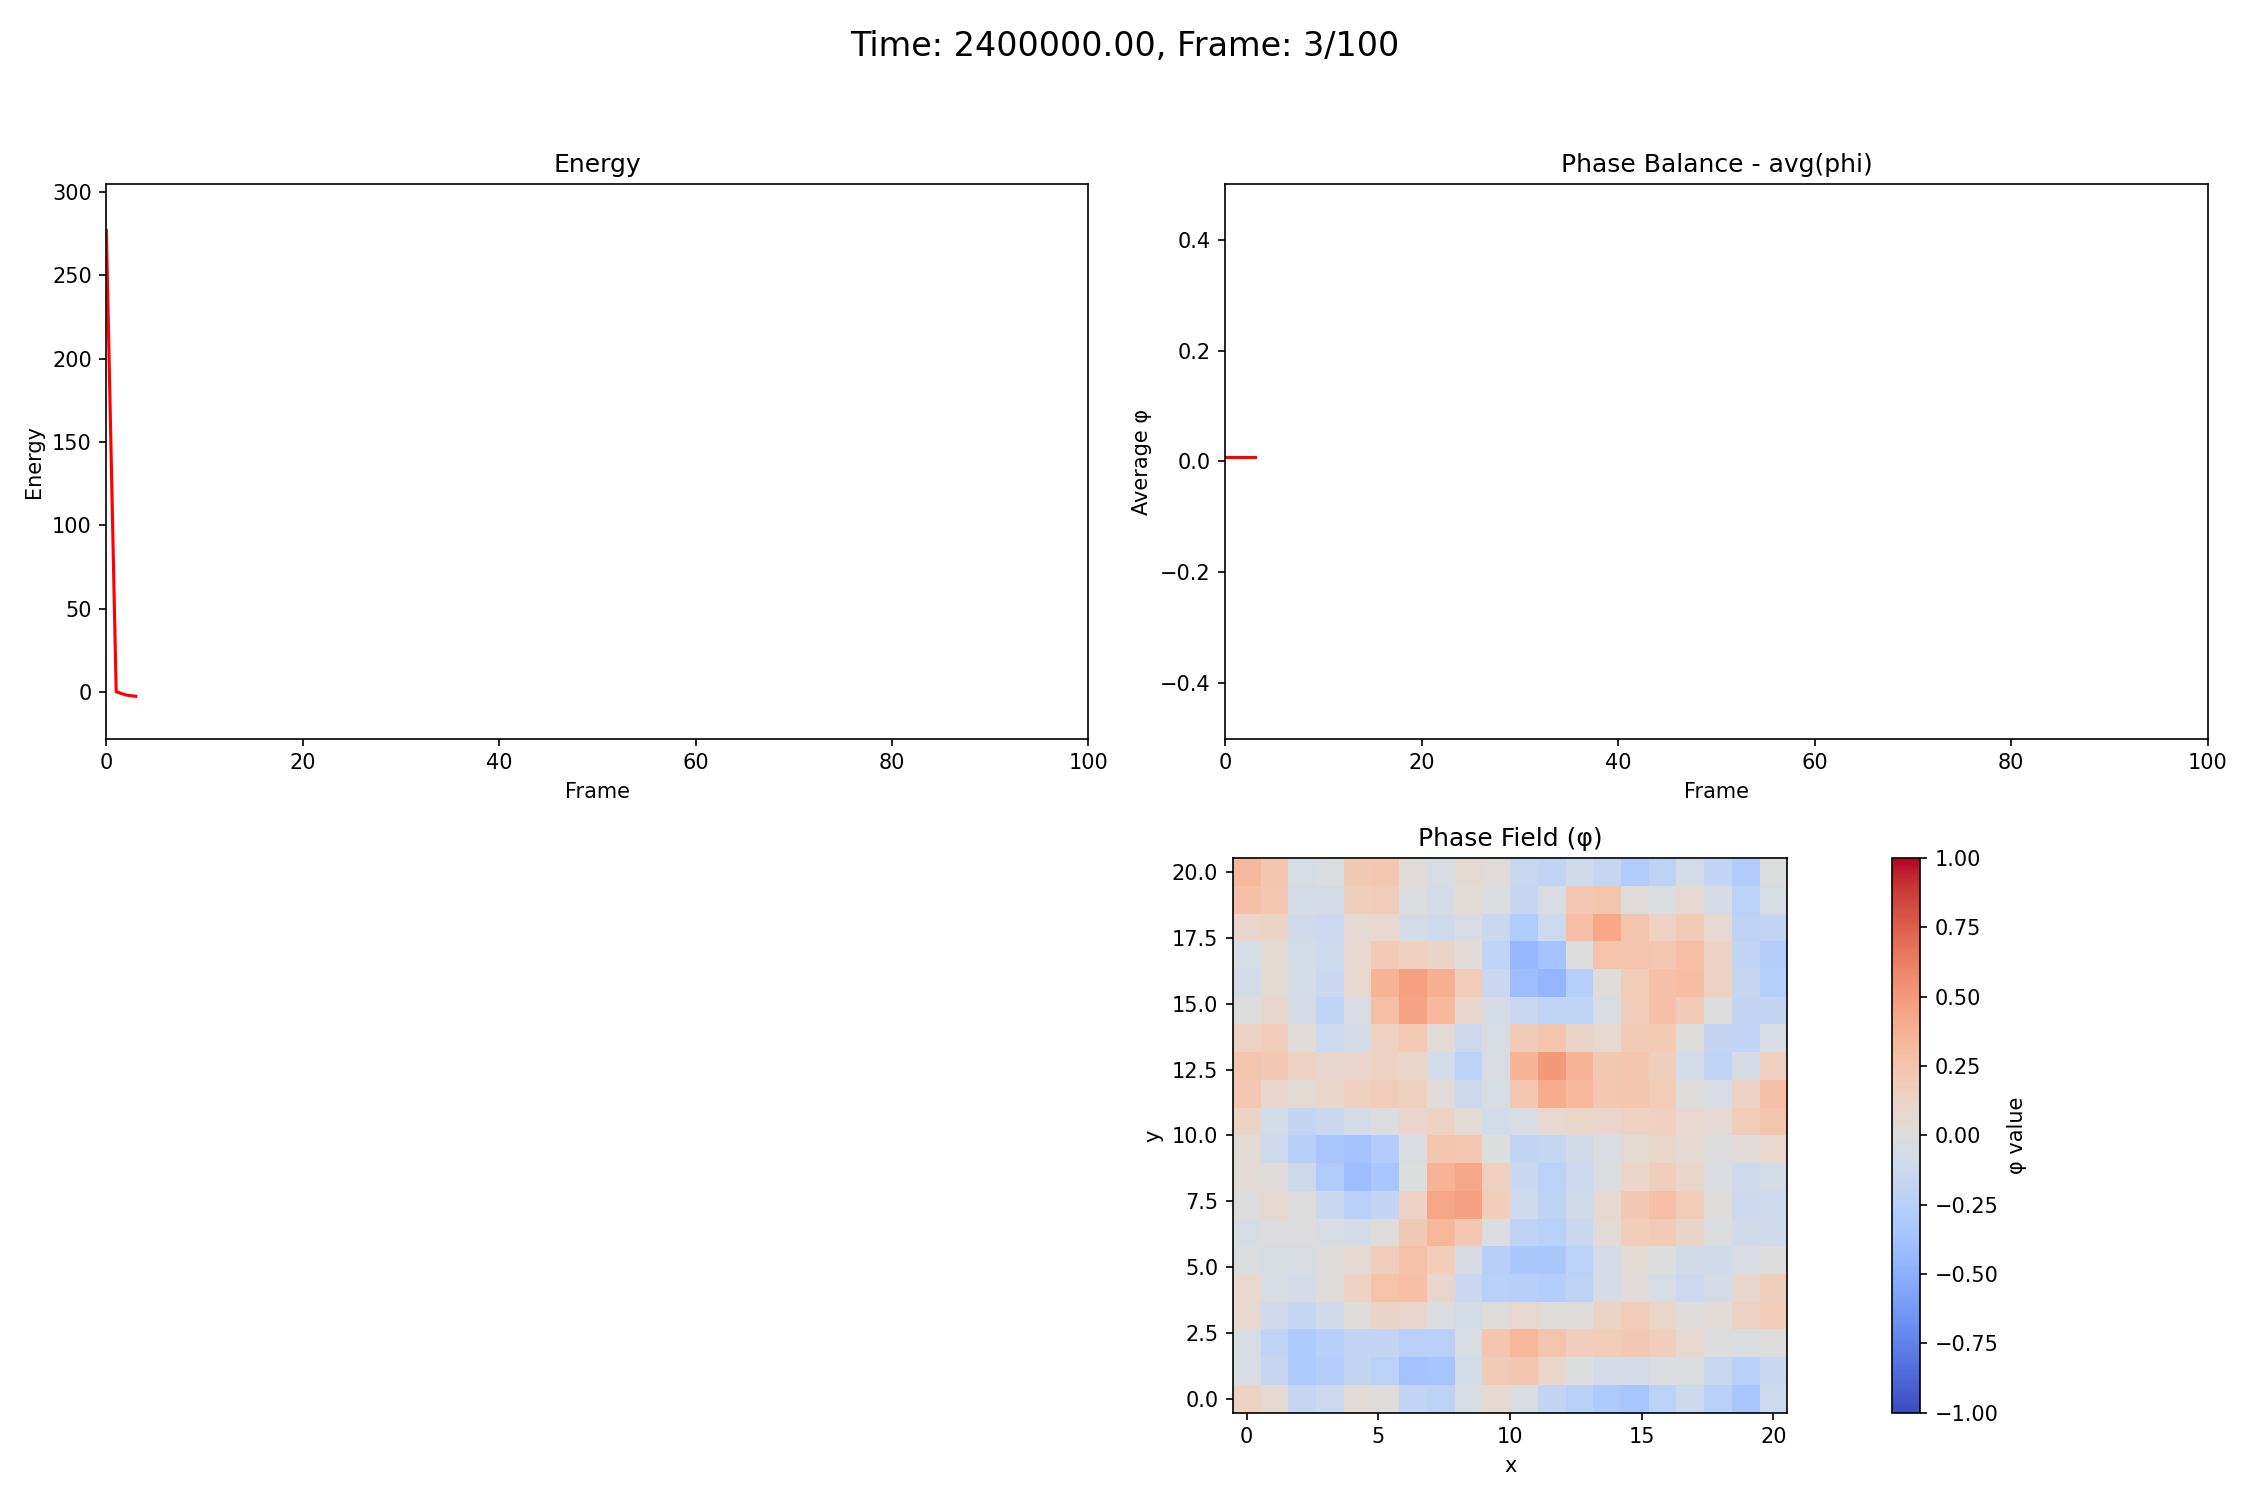 Time: 2400000.00, Frame: 3/100
Energy
300
250
200
150
100
50
0
Energy
0 20 40 60 80 100
Frame
Phase Balance - avg(phi)
0.4
0.2
0.0
−0.2
−0.4
Average φ
0 20 40 60 80 100
Frame
Phase Field (φ)
20.0
17.5
15.0
12.5
10.0
7.5
5.0
2.5
0.0
y
0 5 10 15 20
x
1.00
0.75
0.50
0.25
0.00
−0.25
−0.50
−0.75
−1.00
φ value